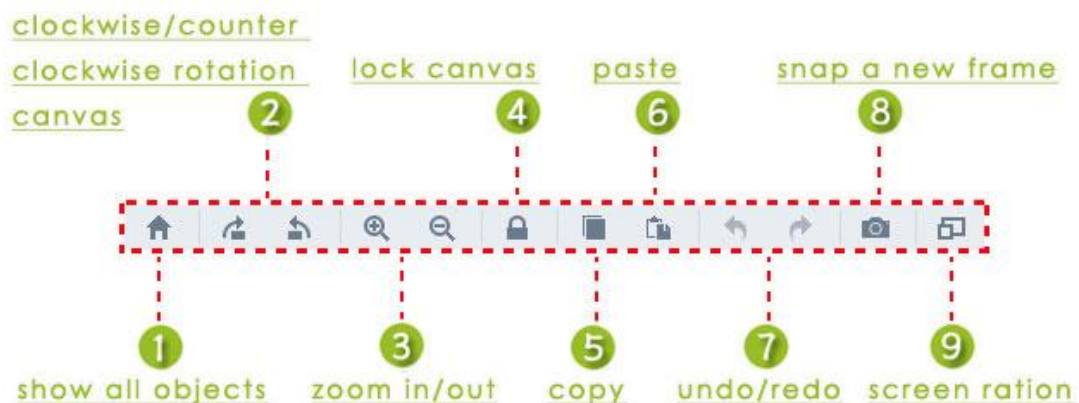 clockwise/counter
clockwise rotation
canvas
2
lock canvas
4
paste
6
snap a new frame
8
1
show all objects
3
zoom in/out
5
copy
7
undo/redo
9
screen ration